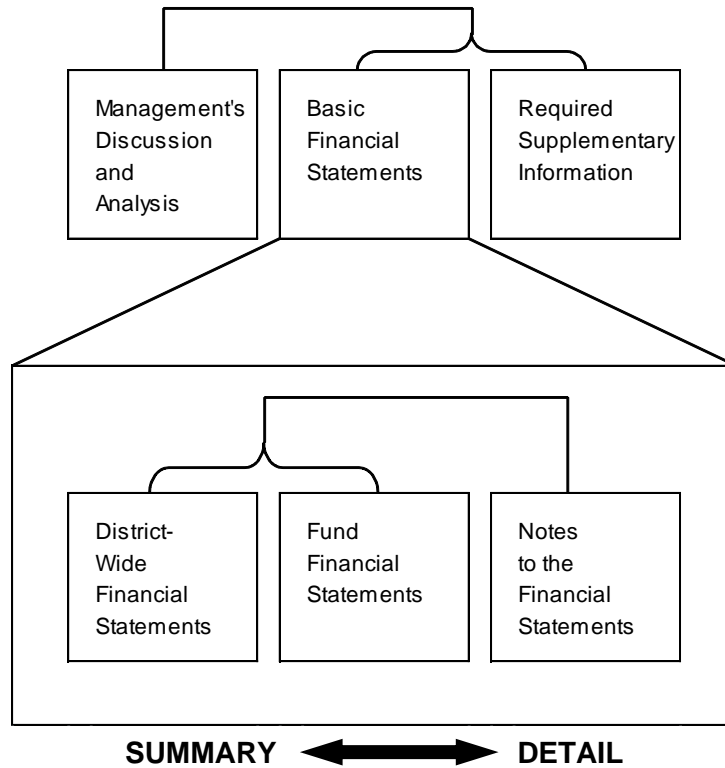 Management's
Discussion
and
Analysis
Basic
Financial
Statements
Required
Supplementary
Information
District-
Wide
Financial
Statements
Fund
Financial
Statements
Notes
to the
Financial
Statements
SUMMARY DETAIL